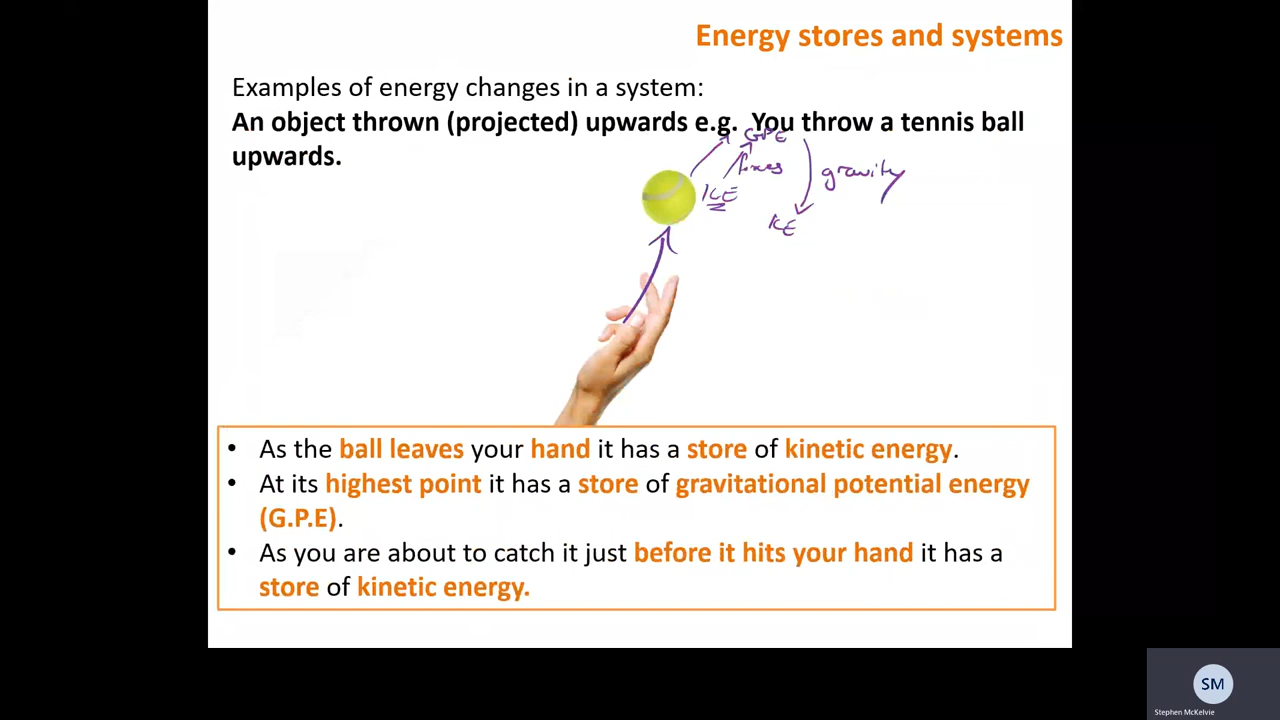 Energy stores and systems
Examples of energy changes in a system:
An object thrown (projected) upwards e.g. You throw a tennis ball
upwards.
GPE
forces
KE
gravity
KE
• As the ball leaves your hand it has a store of kinetic energy.
• At its highest point it has a store of gravitational potential energy
(G.P.E).
• As you are about to catch it just before it hits your hand it has a
store of kinetic energy.
SM
Stephen McKelvie